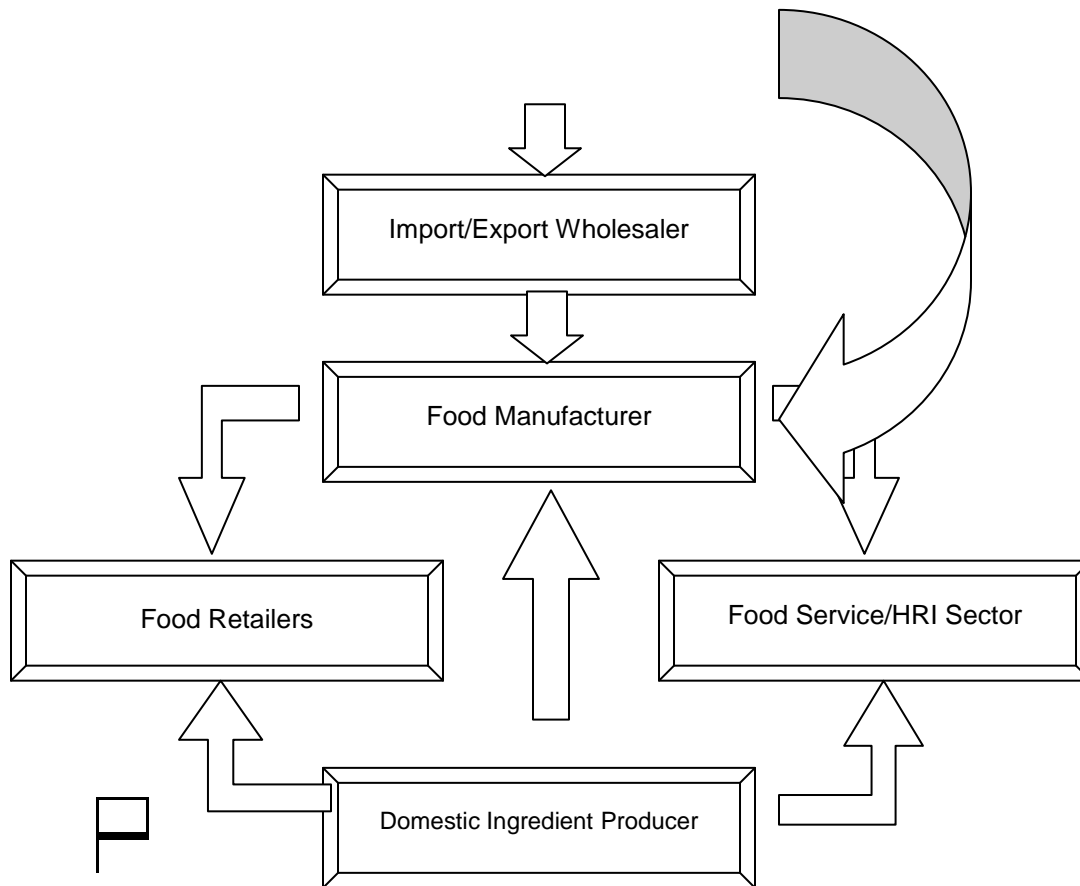 Import/Export Wholesaler
Food Manufacturer
Food Retailers
Food Service/HRI Sector
Domestic Ingredient Producer